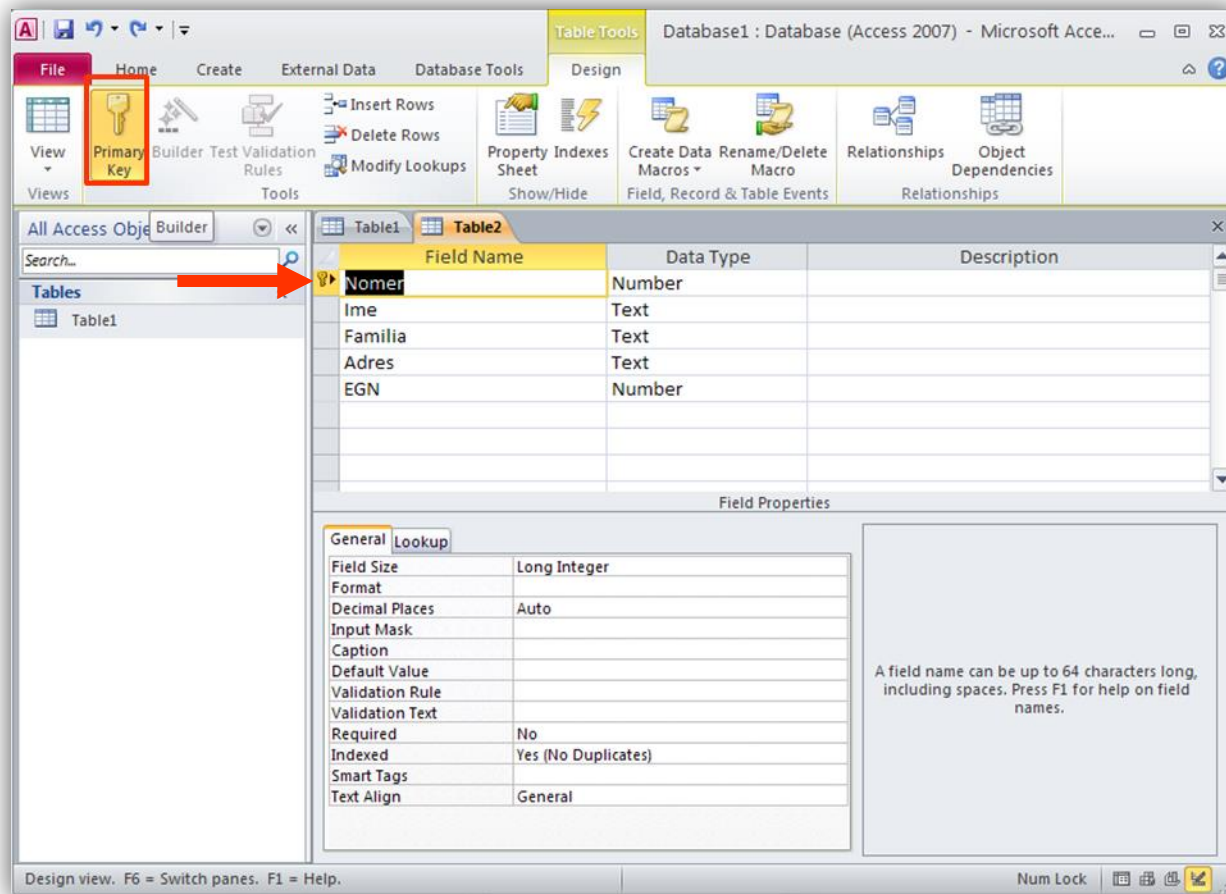 A
Table Tools
Database1 : Database (Access 2007) - Microsoft Acce...
File Home Create External Data Database Tools Design
View
Views
Primary
Key
Builder
Test Validation
Rules
Insert Rows
Delete Rows
Modify Lookups
Tools
Property
Sheet
Indexes
Show/Hide
Create Data
Macros
Rename/Delete
Macro
Field, Record & Table Events
Relationships
Object
Dependencies
Relationships
All Access Obje
Builder
Search...
Tables
Table1
Table1 Table2
Field Name Data Type Description
Nomer Number
Ime Text
Familia Text
Adres Text
EGN Number
Field Properties
General Lookup
Field Size Long Integer
Format
Decimal Places Auto
Input Mask
Caption
Default Value
Validation Rule
Validation Text
Required No
Indexed Yes (No Duplicates)
Smart Tags
Text Align General
A field name can be up to 64 characters long,
including spaces. Press F1 for help on field
names.
Design view. F6 = Switch panes. F1 = Help.
Num Lock